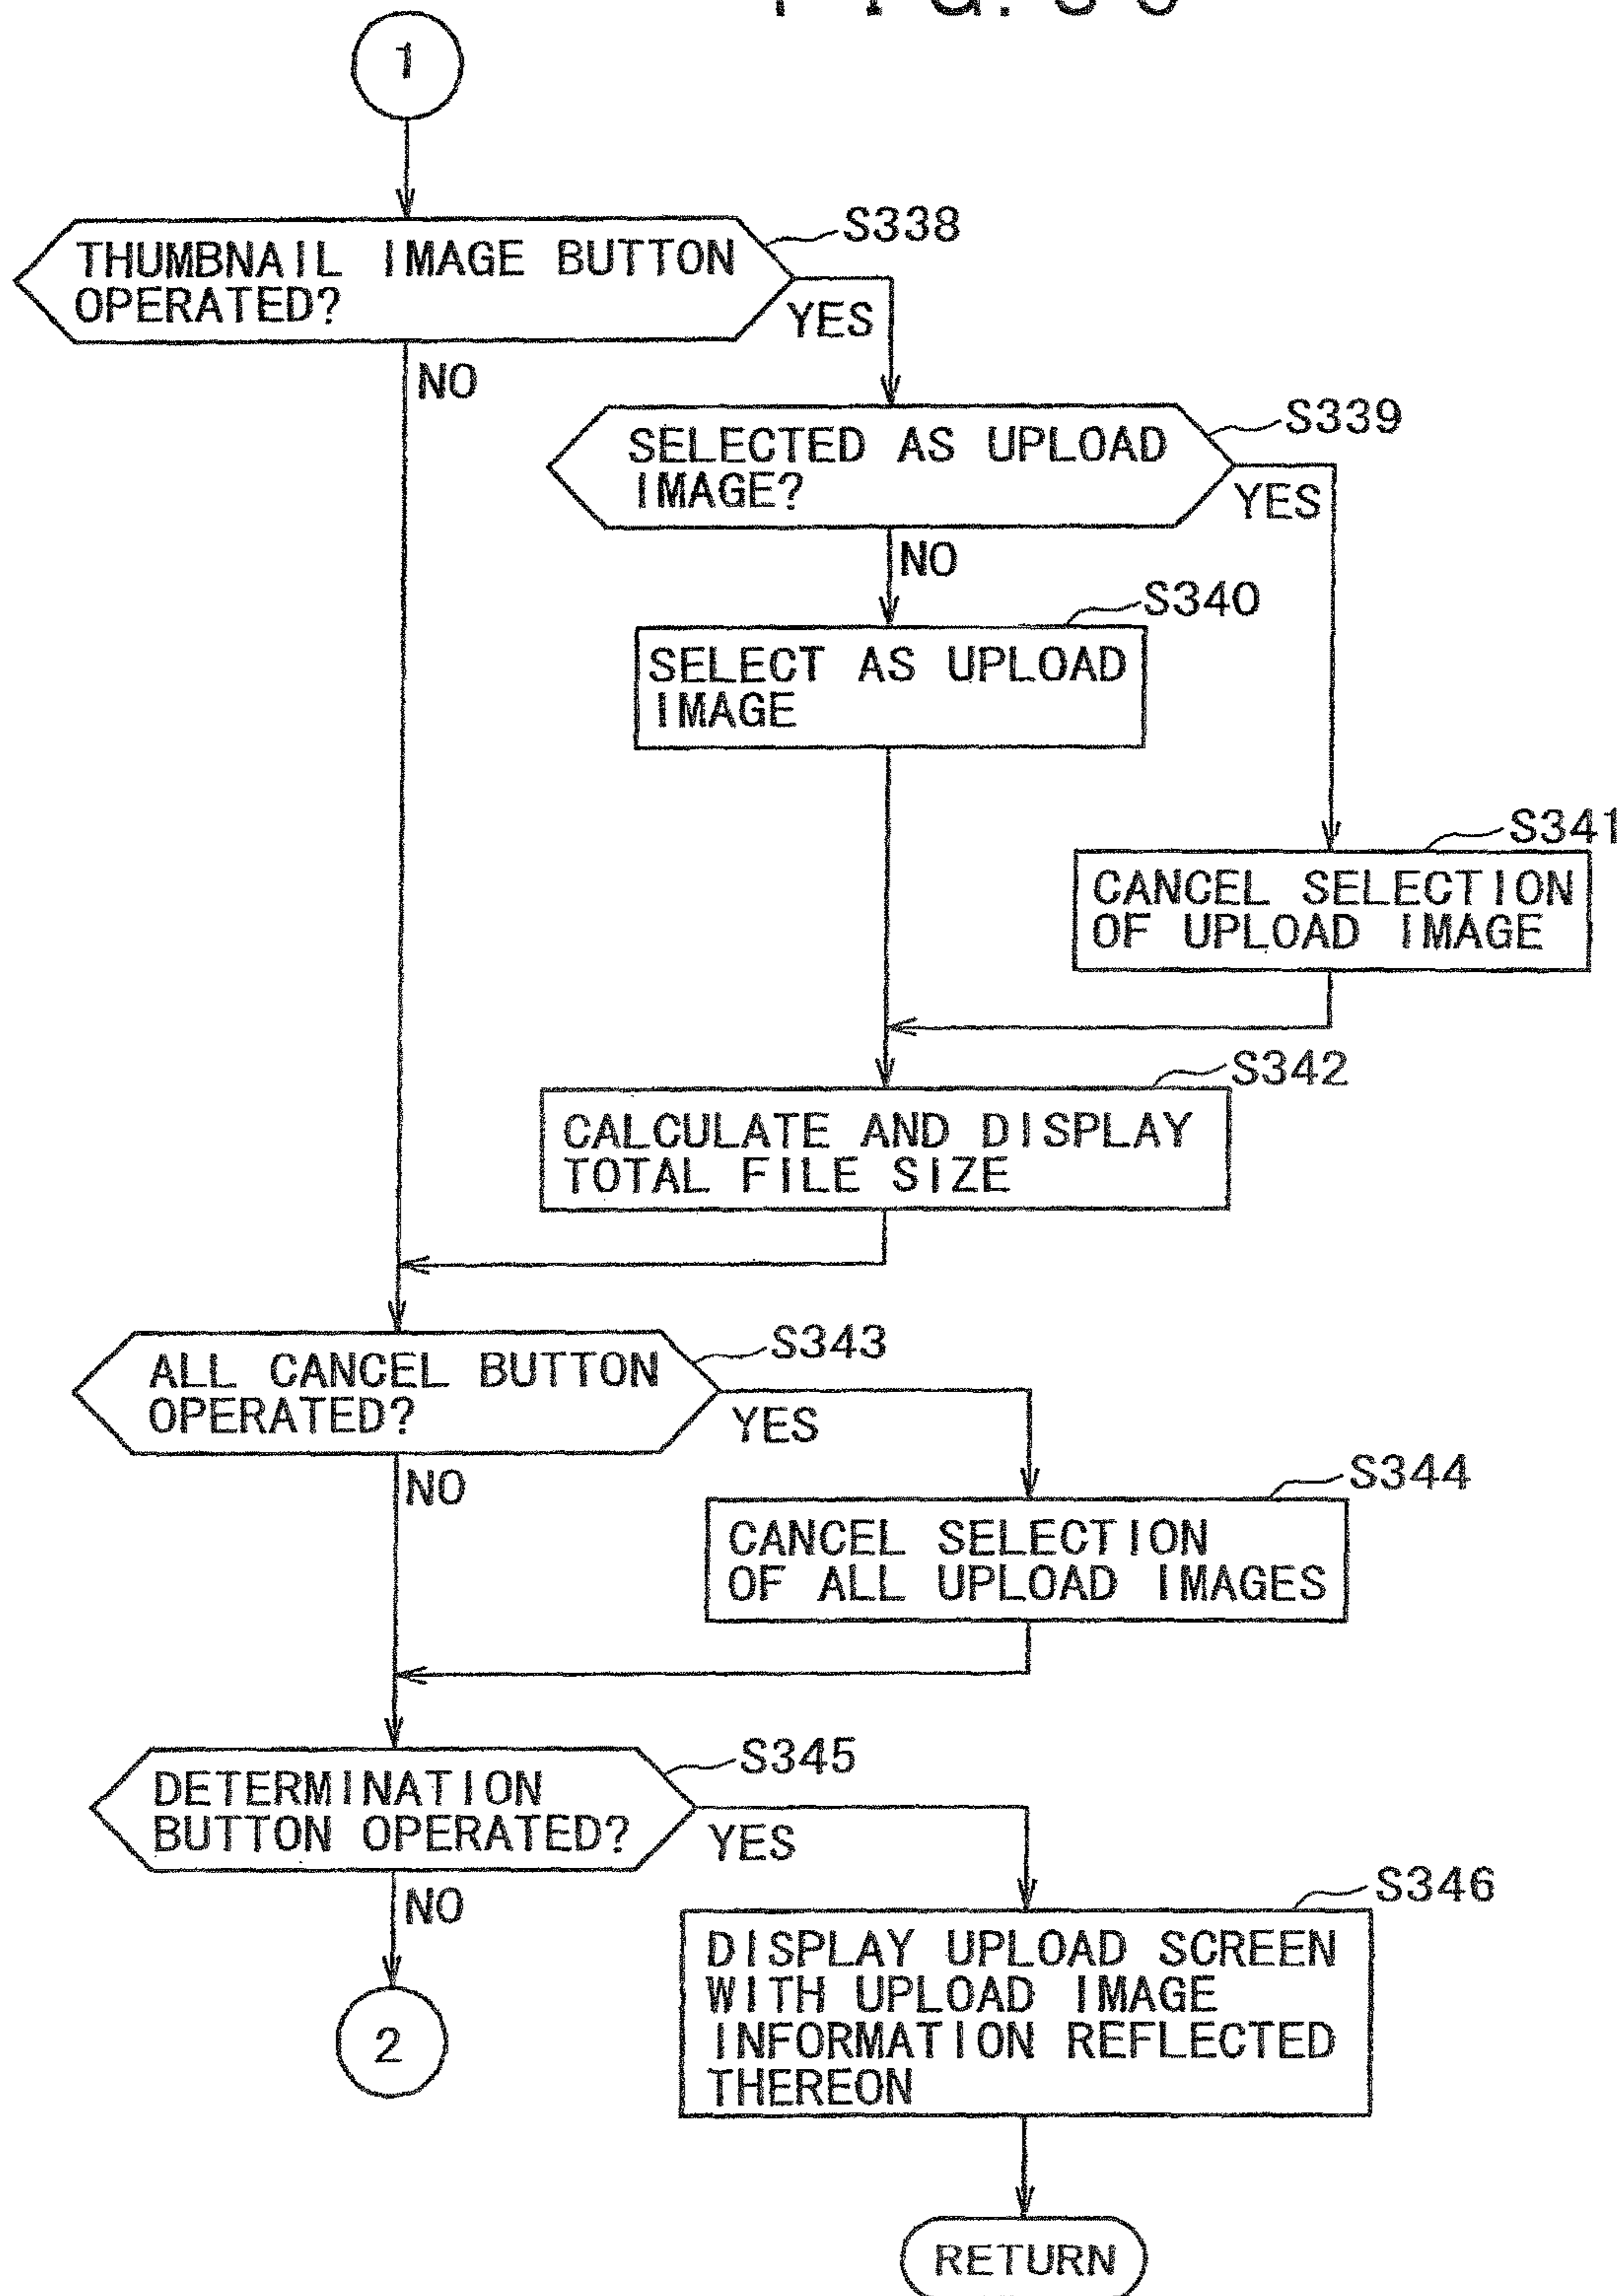 1
S338
THUMBNAIL IMAGE BUTTON
OPERATED?
YES
NO
S339
SELECTED AS UPLOAD
IMAGE?
YES
NO
S340
SELECT AS UPLOAD
IMAGE
S341
CANCEL SELECTION
OF UPLOAD IMAGE
S342
CALCULATE AND DISPLAY
TOTAL FILE SIZE
S343
ALL CANCEL BUTTON
OPERATED?
YES
NO
S344
CANCEL SELECTION
OF ALL UPLOAD IMAGES
S345
DETERMINATION
BUTTON OPERATED?
YES
NO
S346
DISPLAY UPLOAD SCREEN
WITH UPLOAD IMAGE
INFORMATION REFLECTED
THEREON
2
RETURN